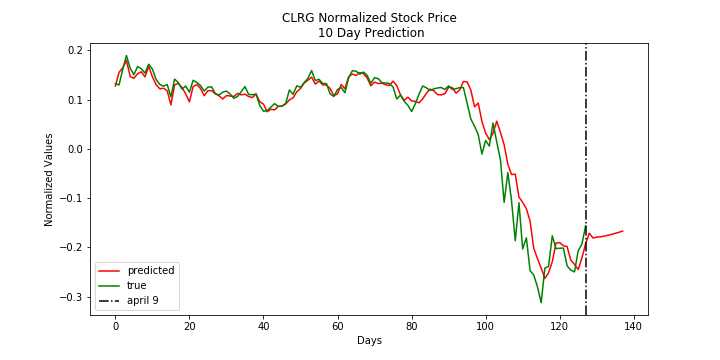 CLRG Normalized Stock Price
10 Day Prediction
0.2
0.1
0.0
−0.1
−0.2
−0.3
Normalized Values
predicted
true
april 9
0 20 40 60 80 100 120 140
Days